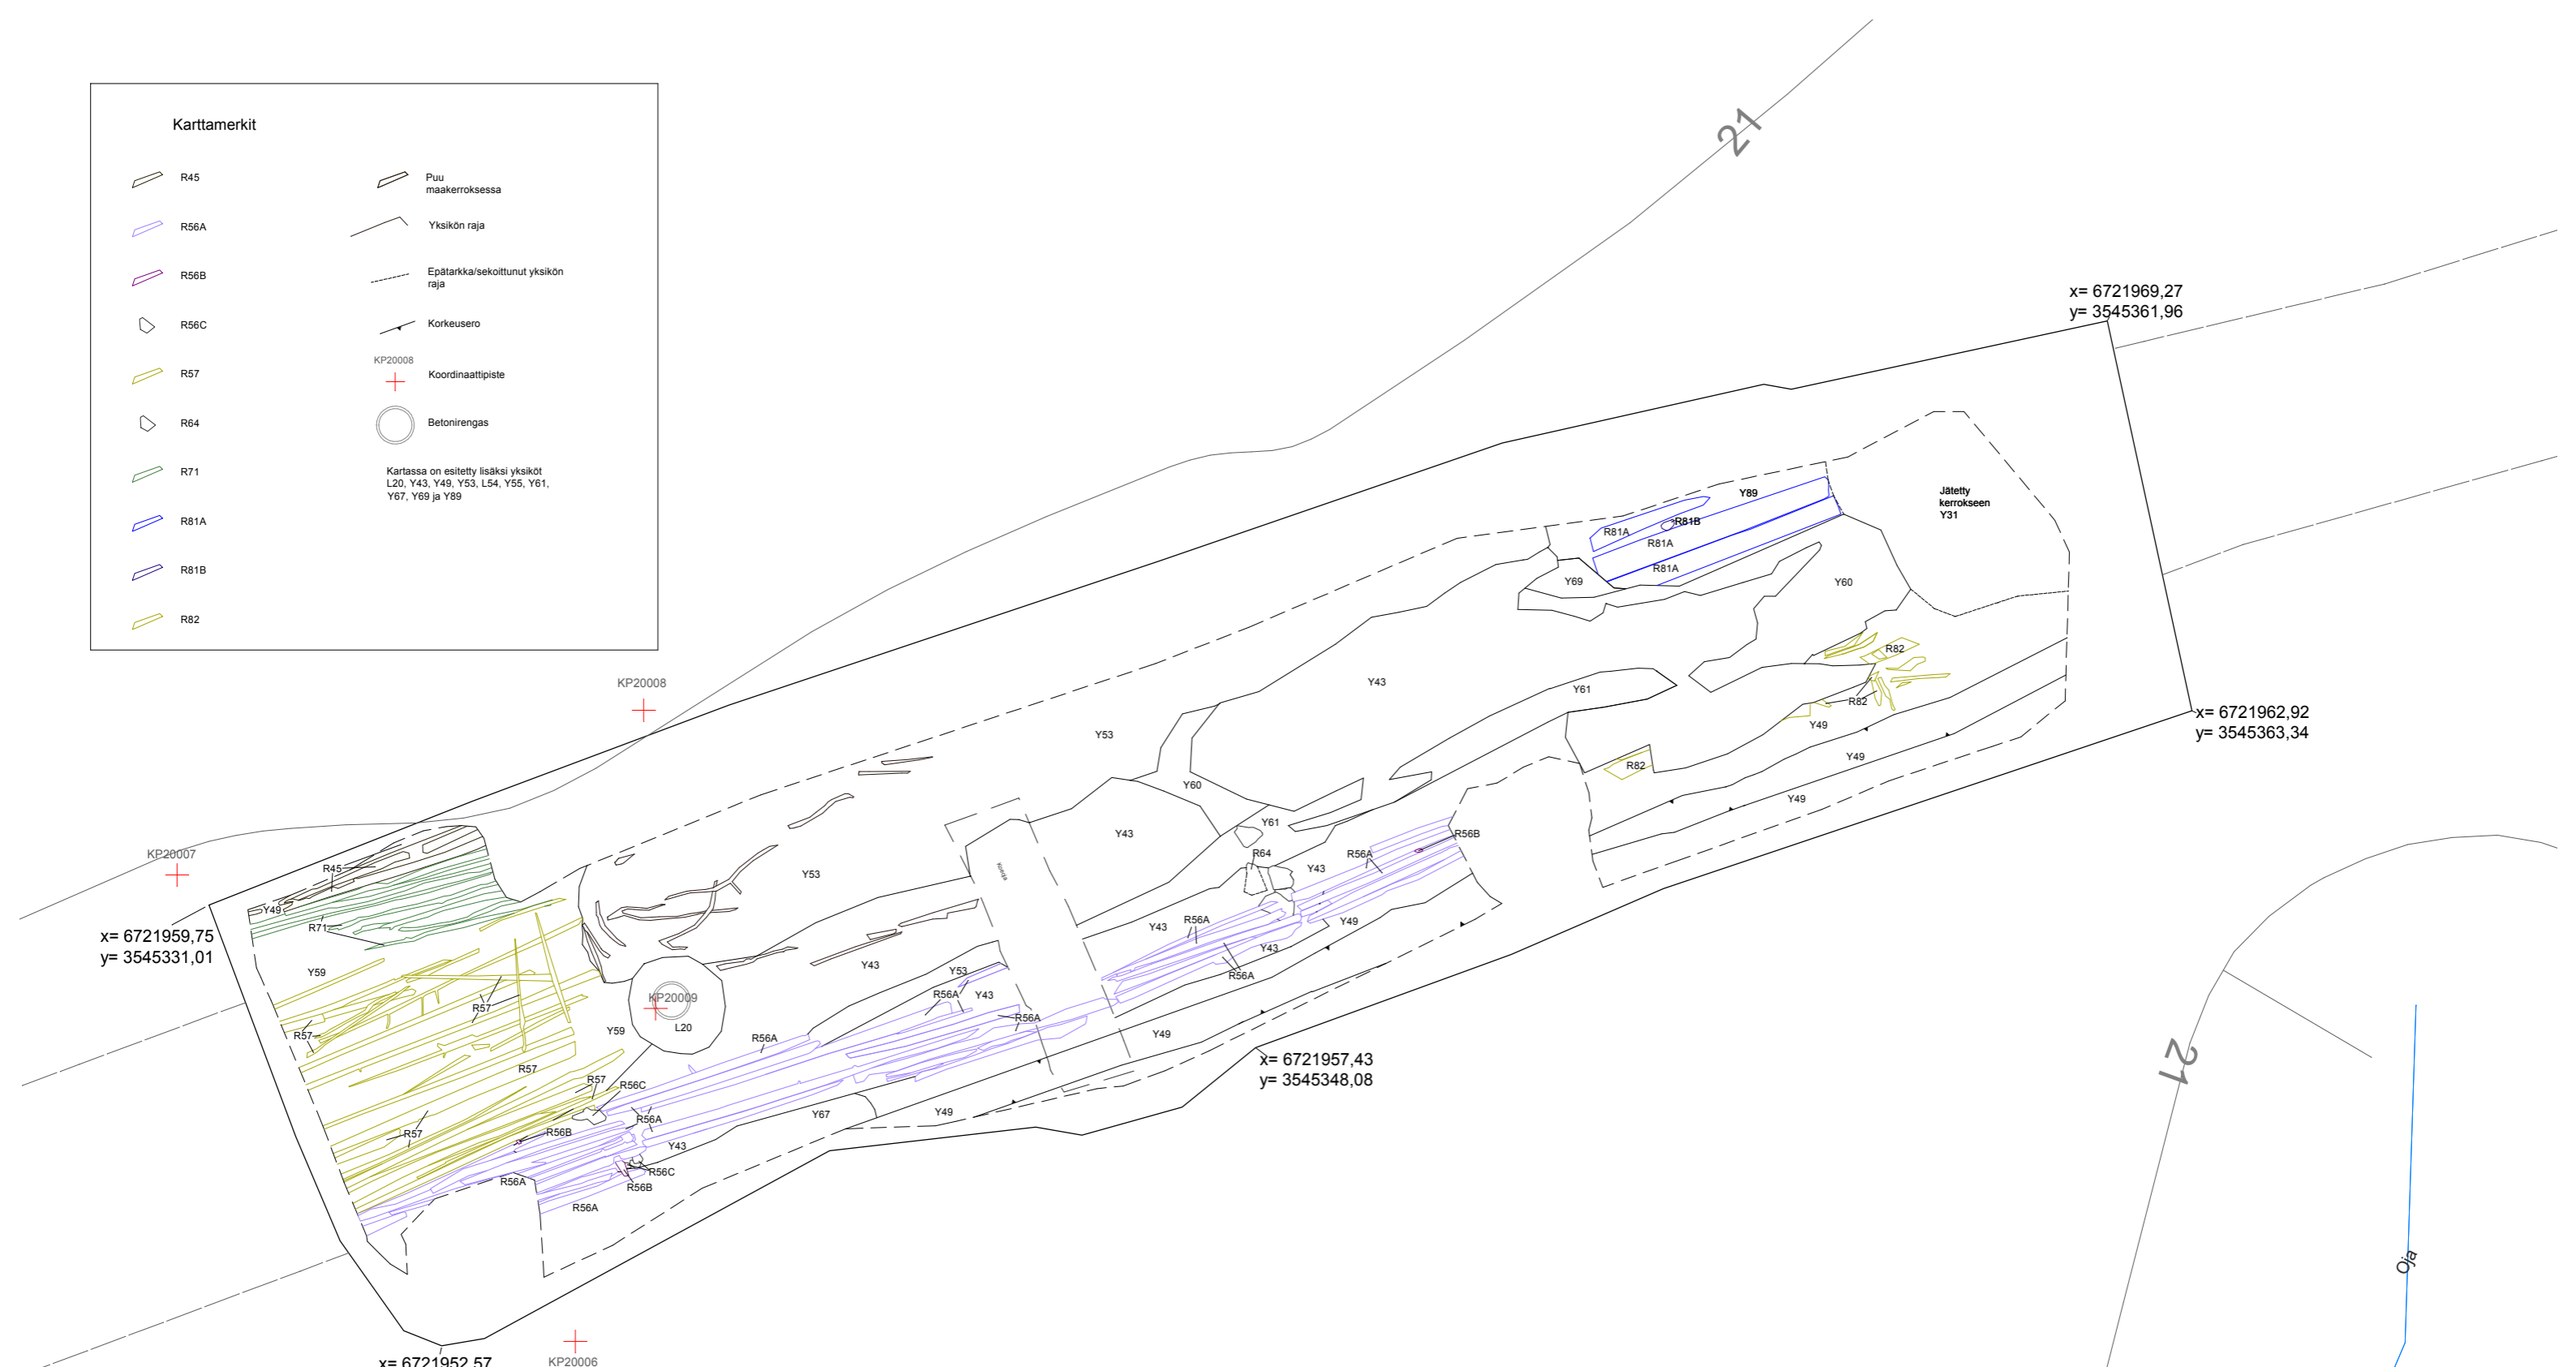 Karttamerkit
R45
R56A
R56B
R56C
R57
R64
R71
R81A
R81B
R82
Puu
maakerroksessa
Yksikön raja
Epätarkka/sekoittunut yksikön
raja
Korkeusero
KP20008
Koordinaattipiste
Betonirengas
Kartassa on esitetty lisäksi yksiköt
L20, Y43, Y49, Y53, L54, Y55, Y61,
Y67, Y69 ja Y89
21
x= 6721969,27
y= 3545361,96
Jätetty
kerrokseen
Y31
Y89
R81B
R81A
R81A
R81A
Y69
Y60
R82
R82
Y49
Y49
Y49
R82
Y61
Y43
x= 6721962,92
y= 3545363,34
KP20008
Y53
Y60
Y43
Y61
R64
Y43
R56A
R56B
KP20007
R45
Y49
R71
x= 6721959,75
y= 3545331,01
Y59
Y53
Y43
Y53
R56A
Y43
R56A
Y43
R56A
Y43
R56A
Y49
Y49
KP20009
L20
Y59
R57
R57
R57
R57
R57
R56A
R56C
R56A
R56B
Y43
R56C
R56B
R56A
R56A
Y67
Y49
x= 6721957,43
y= 3545348,08
21
Oja
x= 6721952,57
KP20006